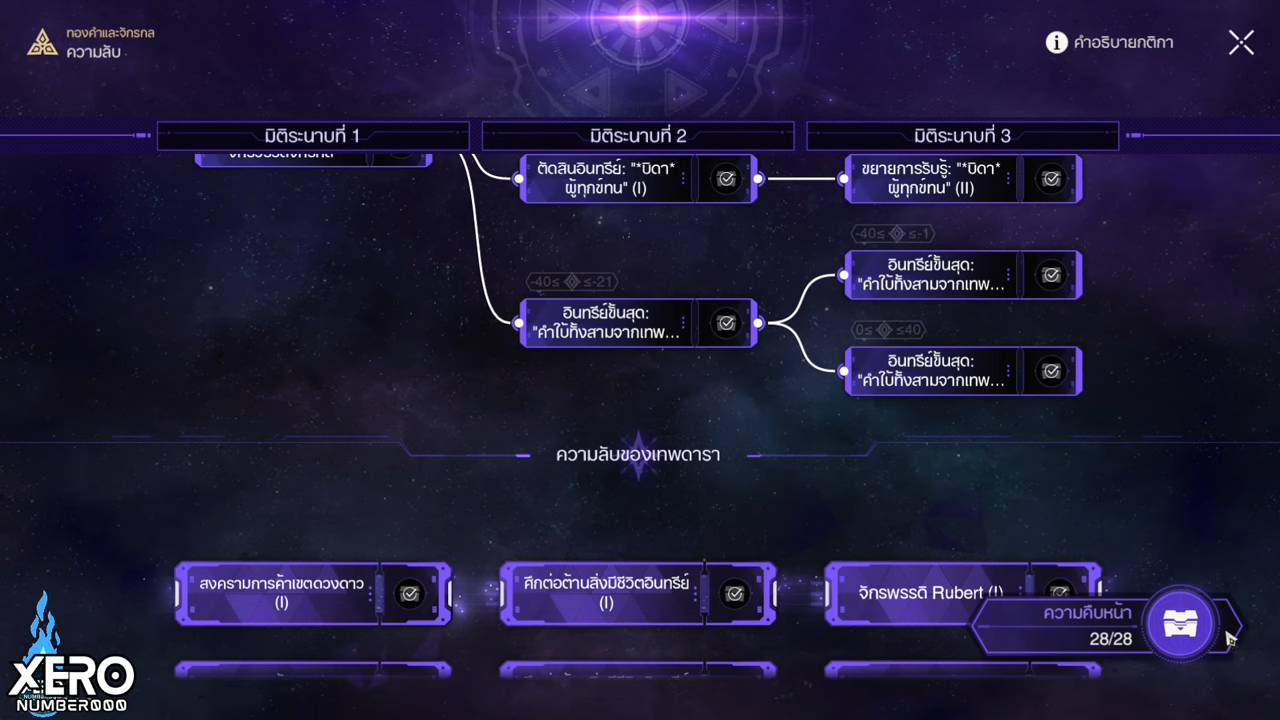 ทองคำและจักรกล
ความลับ
คำอธิบายกติกา
มิติระนาบที่ 1
มิติระนาบที่ 2
มิติระนาบที่ 3
ตัดสินอินทรีย์: "*บิดา*
ผู้ทุกข์ทน" (I)
ขยายการรับรู้: "*บิดา*
ผู้ทุกข์ทน" (II)
-40≤ ≤-1
อินทรีย์ขั้นสุด:
"คำใบ้ทั้งสามจากเทพ...
-40≤ ≤-21
อินทรีย์ขั้นสุด:
"คำใบ้ทั้งสามจากเทพ...
0≤ ≤40
อินทรีย์ขั้นสุด:
"คำใบ้ทั้งสามจากเทพ...
ความลับของเทพดารา
สงครามการค้าเขตดวงดาว
(I)
ศึกต่อต้านสิ่งมีชีวิตอนินทรีย์
(I)
จักรพรรดิ Rubert (I)
ความคืบหน้า
28/28
XERO
NUMBER000